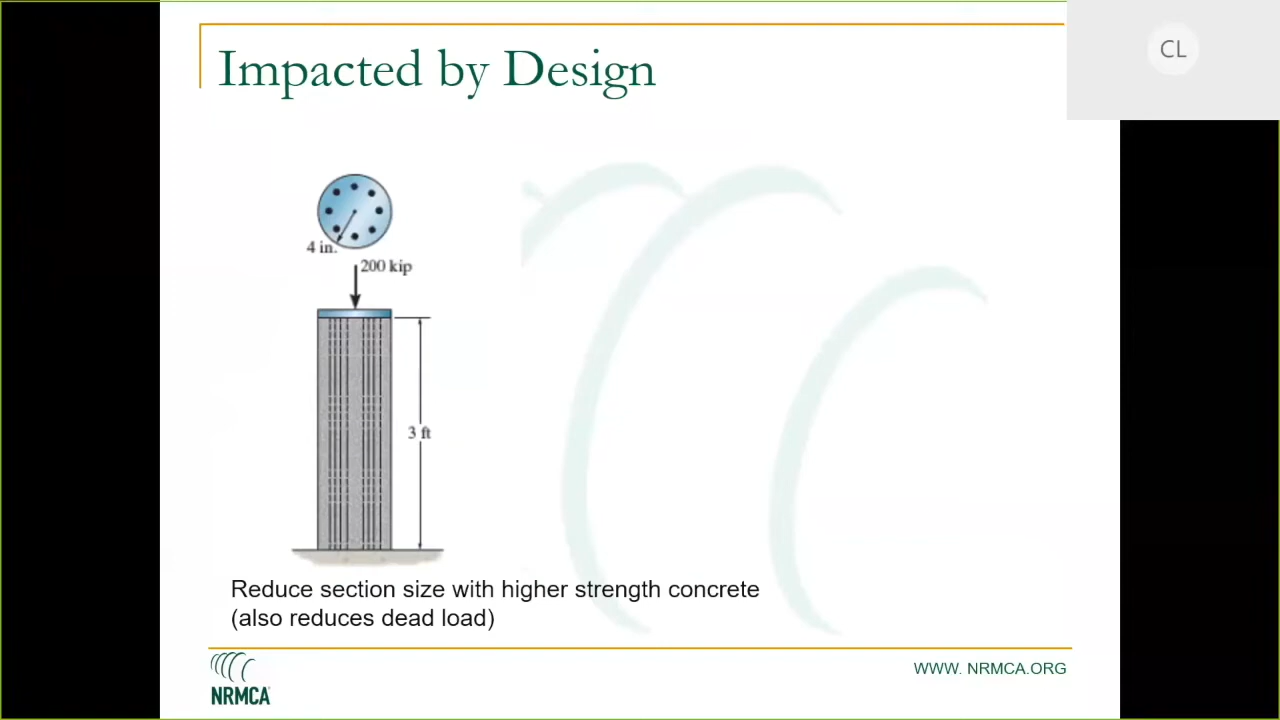 Impacted by Design
CL
4 in.
200 kip
3 ft
Reduce section size with higher strength concrete
(also reduces dead load)
NRMCA
WWW. NRMCA.ORG